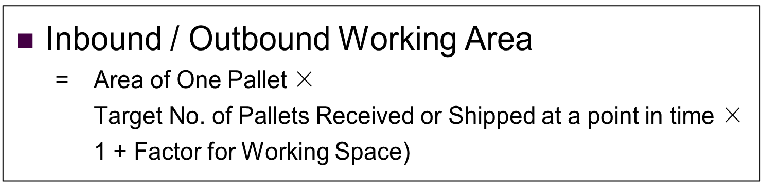 ■ Inbound / Outbound Working Area
= Area of One Pallet ×
Target No. of Pallets Received or Shipped at a point in time ×
1 + Factor for Working Space)